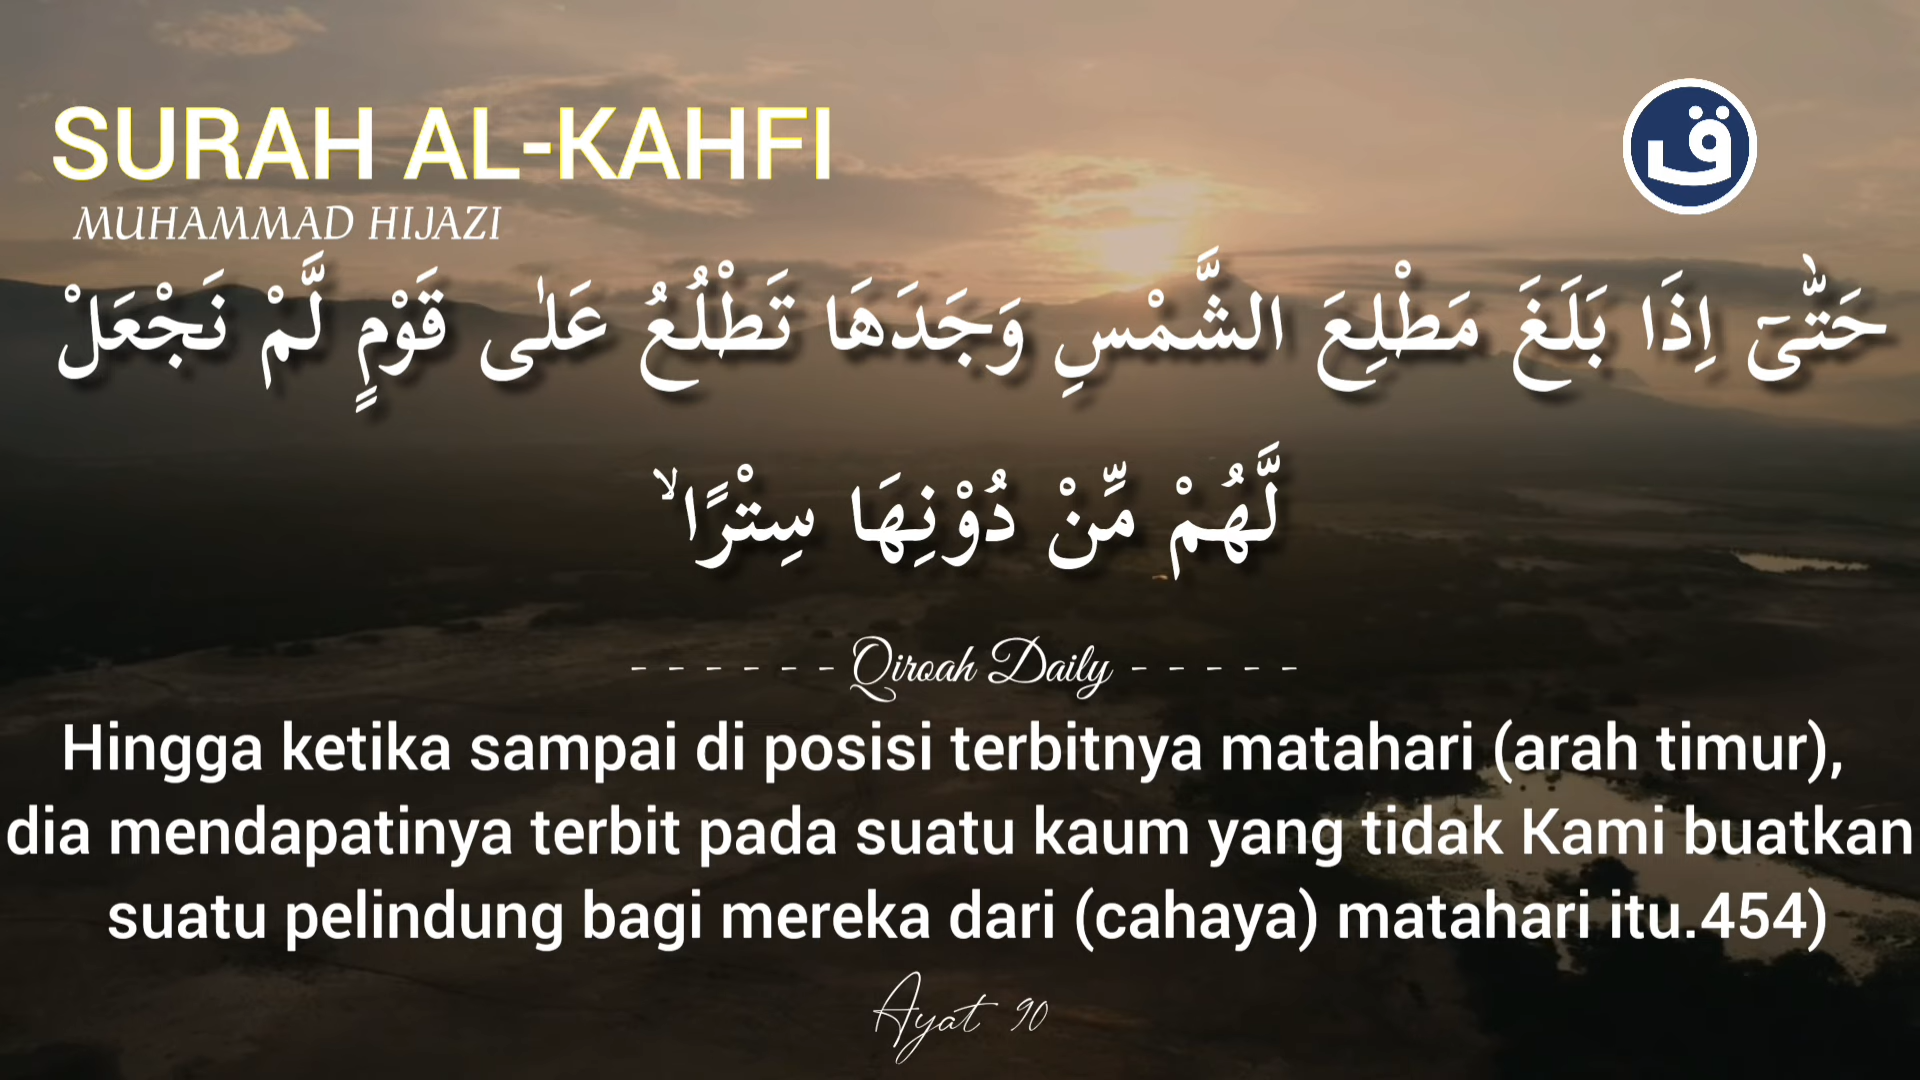 SURAH AL-KAHFI
ق
MUHAMMAD HIJAZI
حَتّٰىٓ اِذَا بَلَغَ مَطْلِعَ الشَّمْسِ وَجَدَهَا تَطْلُعُ عَلٰى قَوْمٍ لَّمْ نَجْعَلْ
لَّهُمْ مِّنْ دُوْنِهَا سِتْرًا ۙ
- - - - - - Qiroah Daily - - - - -
Hingga ketika sampai di posisi terbitnya matahari (arah timur),
dia mendapatinya terbit pada suatu kaum yang tidak Kami buatkan
suatu pelindung bagi mereka dari (cahaya) matahari itu.454)
Ayat 90